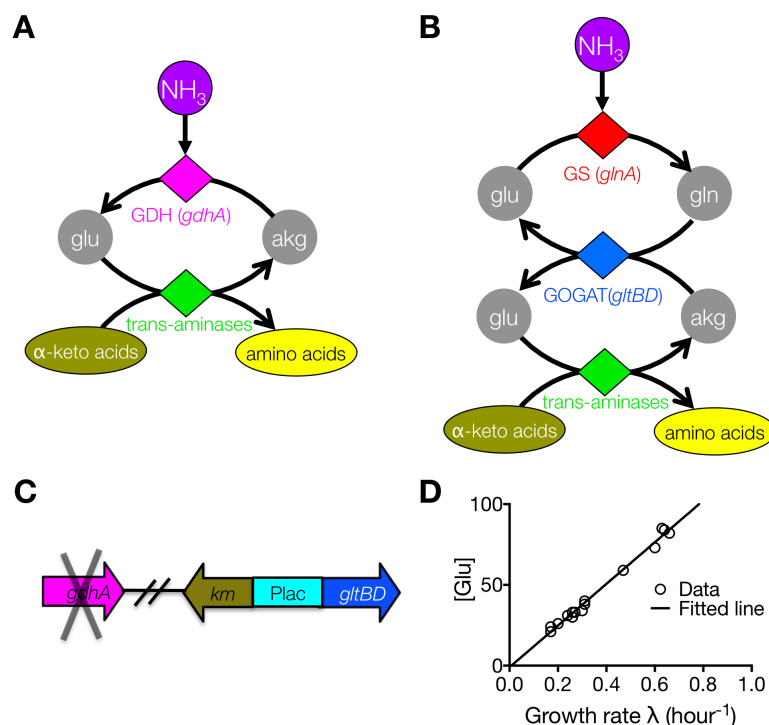 A
NH3
GDH (gdhA)
glu
akg
trans-aminases
α-keto acids
amino acids
B
NH3
GS (glnA)
glu
gln
GOGAT(gltBD)
glu
akg
trans-aminases
α-keto acids
amino acids
C
gdhA
km
Plac
gltBD
D
100
50
0
[Glu]
Data
Fitted line
0.0 0.2 0.4 0.6 0.8 1.0
Growth rate λ (hour-1)